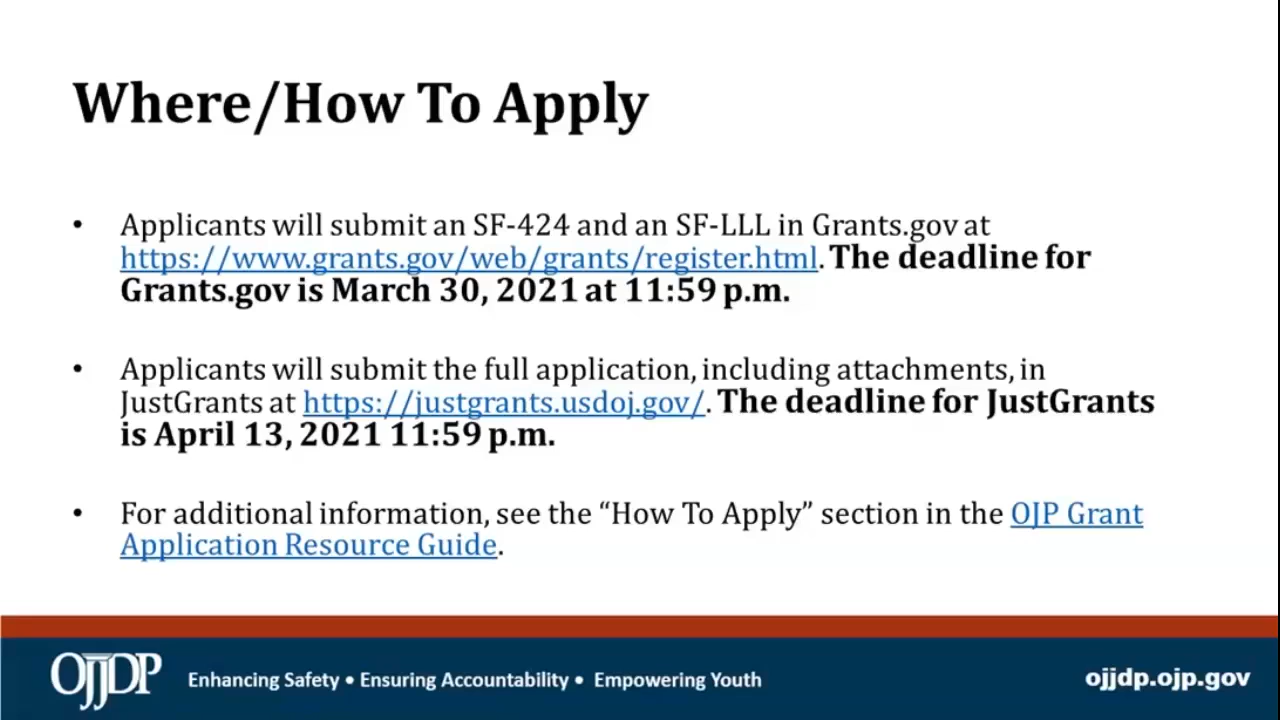 Where/How To Apply
• Applicants will submit an SF-424 and an SF-LLL in Grants.gov at
https://www.grants.gov/web/grants/register.html. The deadline for
Grants.gov is March 30, 2021 at 11:59 p.m.
• Applicants will submit the full application, including attachments, in
JustGrants at https://justgrants.usdoj.gov/. The deadline for JustGrants
is April 13, 2021 11:59 p.m.
• For additional information, see the “How To Apply” section in the OJP Grant
Application Resource Guide.
OJJDP Enhancing Safety • Ensuring Accountability • Empowering Youth ojjdp.ojp.gov